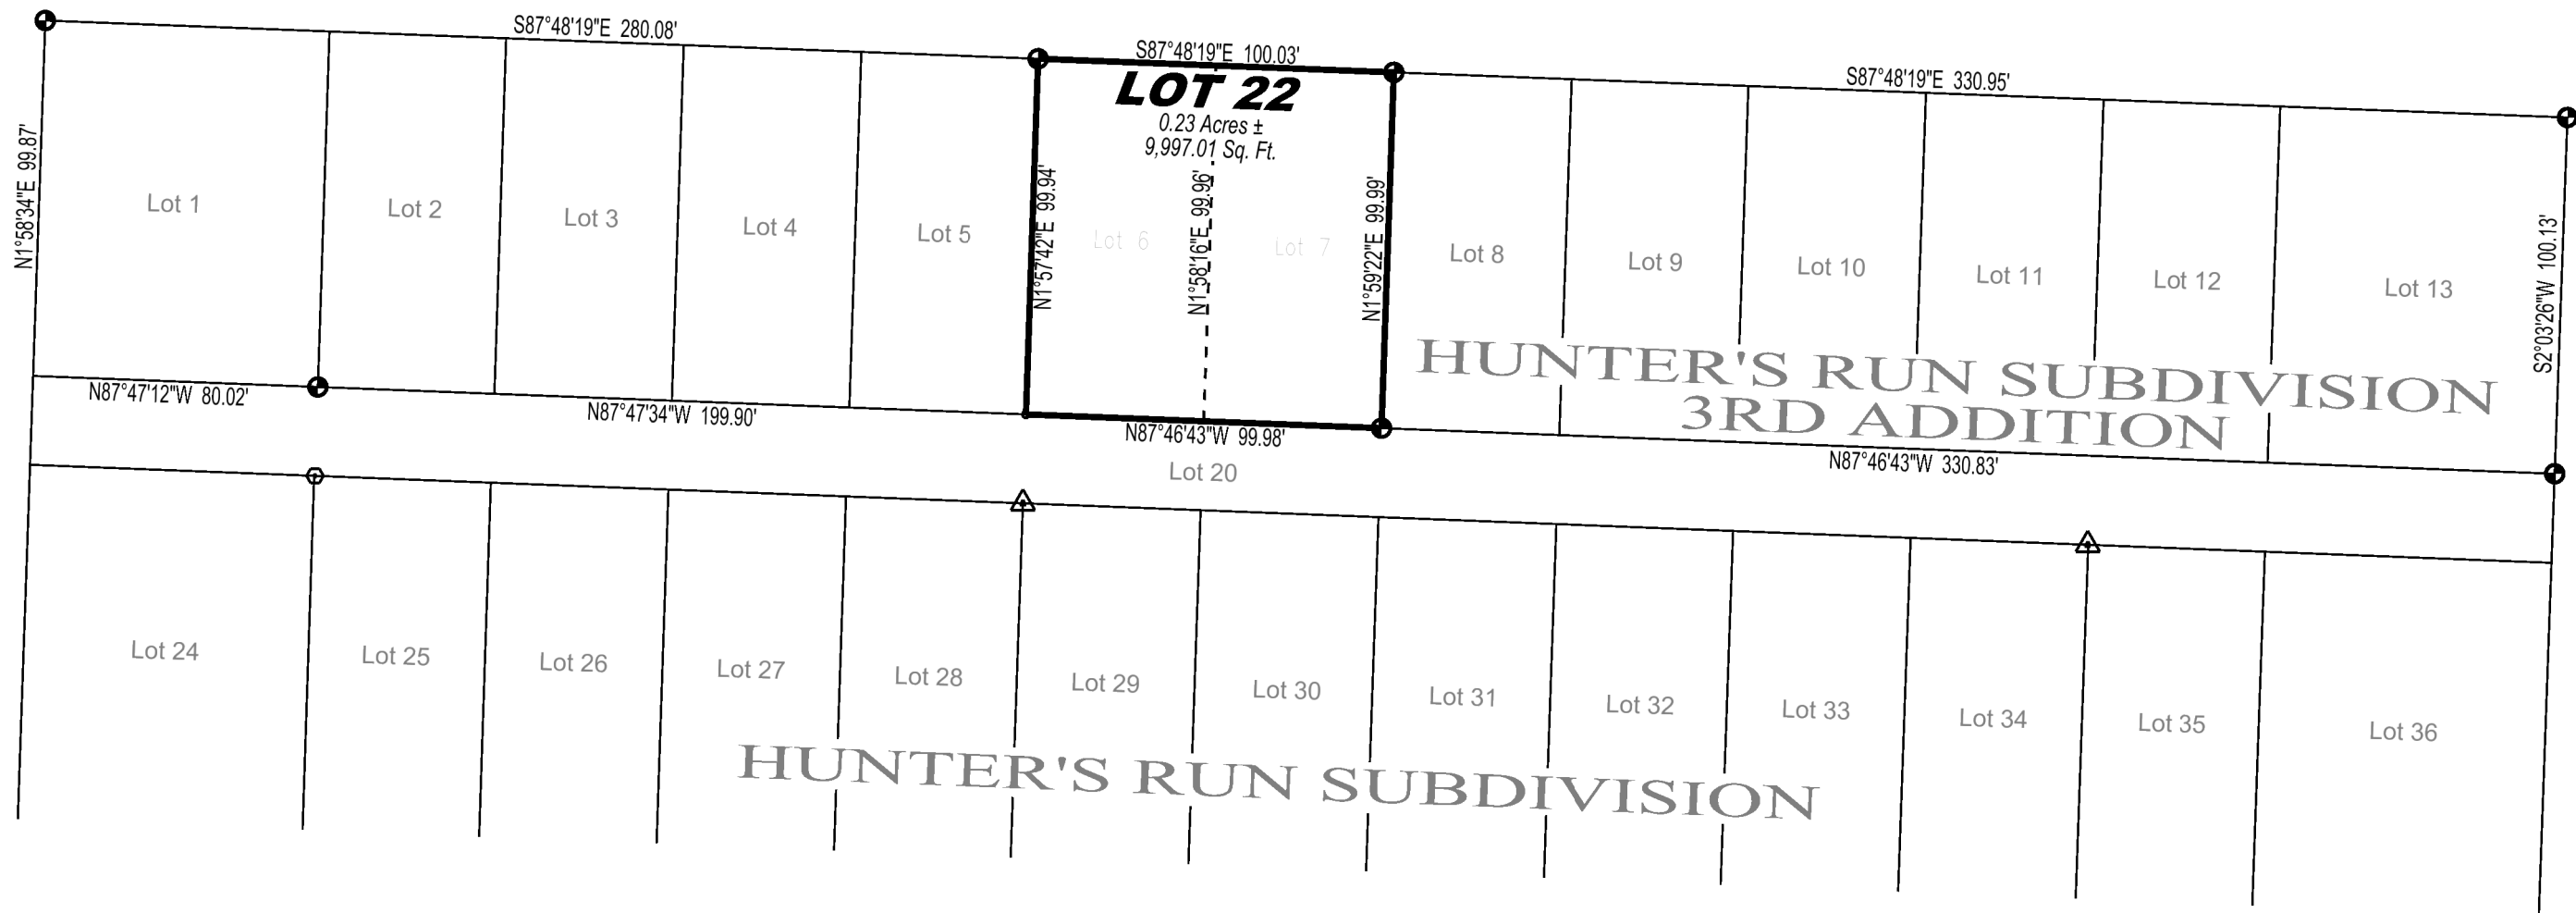 S87°48'19"E 280.08'
S87°48'19"E 100.03'
S87°48'19"E 330.95'
LOT 22
0.23 Acres ±
9,997.01 Sq. Ft.
N1°58'34"E 99.87'
Lot 1
Lot 2
Lot 3
Lot 4
Lot 5
N1°57'42"E 99.94'
Lot 6
N1°58'16"E 99.96'
Lot 7
N1°59'22"E 99.99'
Lot 8
Lot 9
Lot 10
Lot 11
Lot 12
Lot 13
S2°03'26"W 100.13'
HUNTER'S RUN SUBDIVISION
3RD ADDITION
N87°47'12"W 80.02'
N87°47'34"W 199.90'
N87°46'43"W 99.98'
N87°46'43"W 330.83'
Lot 20
Lot 24
Lot 25
Lot 26
Lot 27
Lot 28
Lot 29
Lot 30
Lot 31
Lot 32
Lot 33
Lot 34
Lot 35
Lot 36
HUNTER'S RUN SUBDIVISION